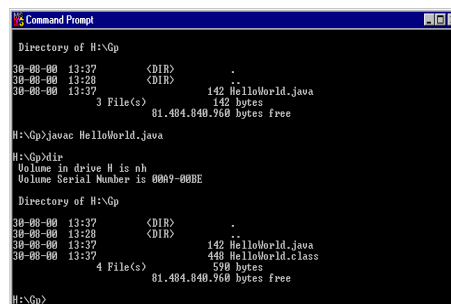 Command Prompt
Directory of H:\Gp
30-08-00 13:37 <DIR> .
30-08-00 13:28 <DIR> ..
30-08-00 13:37 142 HelloWorld.java
3 File(s) 142 bytes
81.484.840.960 bytes free
H:\Gp>javac HelloWorld.java
H:\Gp>dir
Volume in drive H is nh
Volume Serial Number is 00A9-00BE
Directory of H:\Gp
30-08-00 13:37 <DIR> .
30-08-00 13:28 <DIR> ..
30-08-00 13:37 142 HelloWorld.java
30-08-00 13:37 448 HelloWorld.class
4 File(s) 590 bytes
81.484.840.960 bytes free
H:\Gp>